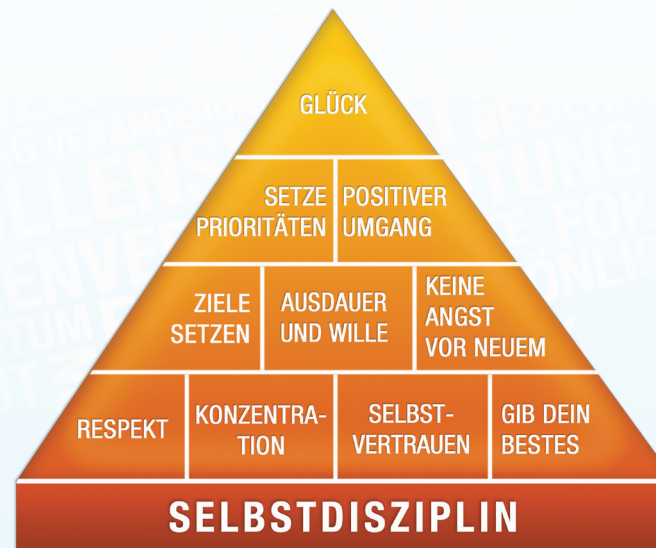 GLÜCK
SETZE
PRIORITÄTEN
POSITIVER
UMGANG
ZIELE
SETZEN
AUSDAUER
UND WILLE
KEINE
ANGST
VOR NEUEM
RESPEKT
KONZENTRA-
TION
SELBST-
VERTRAUEN
GIB DEIN
BESTES
SELBSTDISZIPLIN